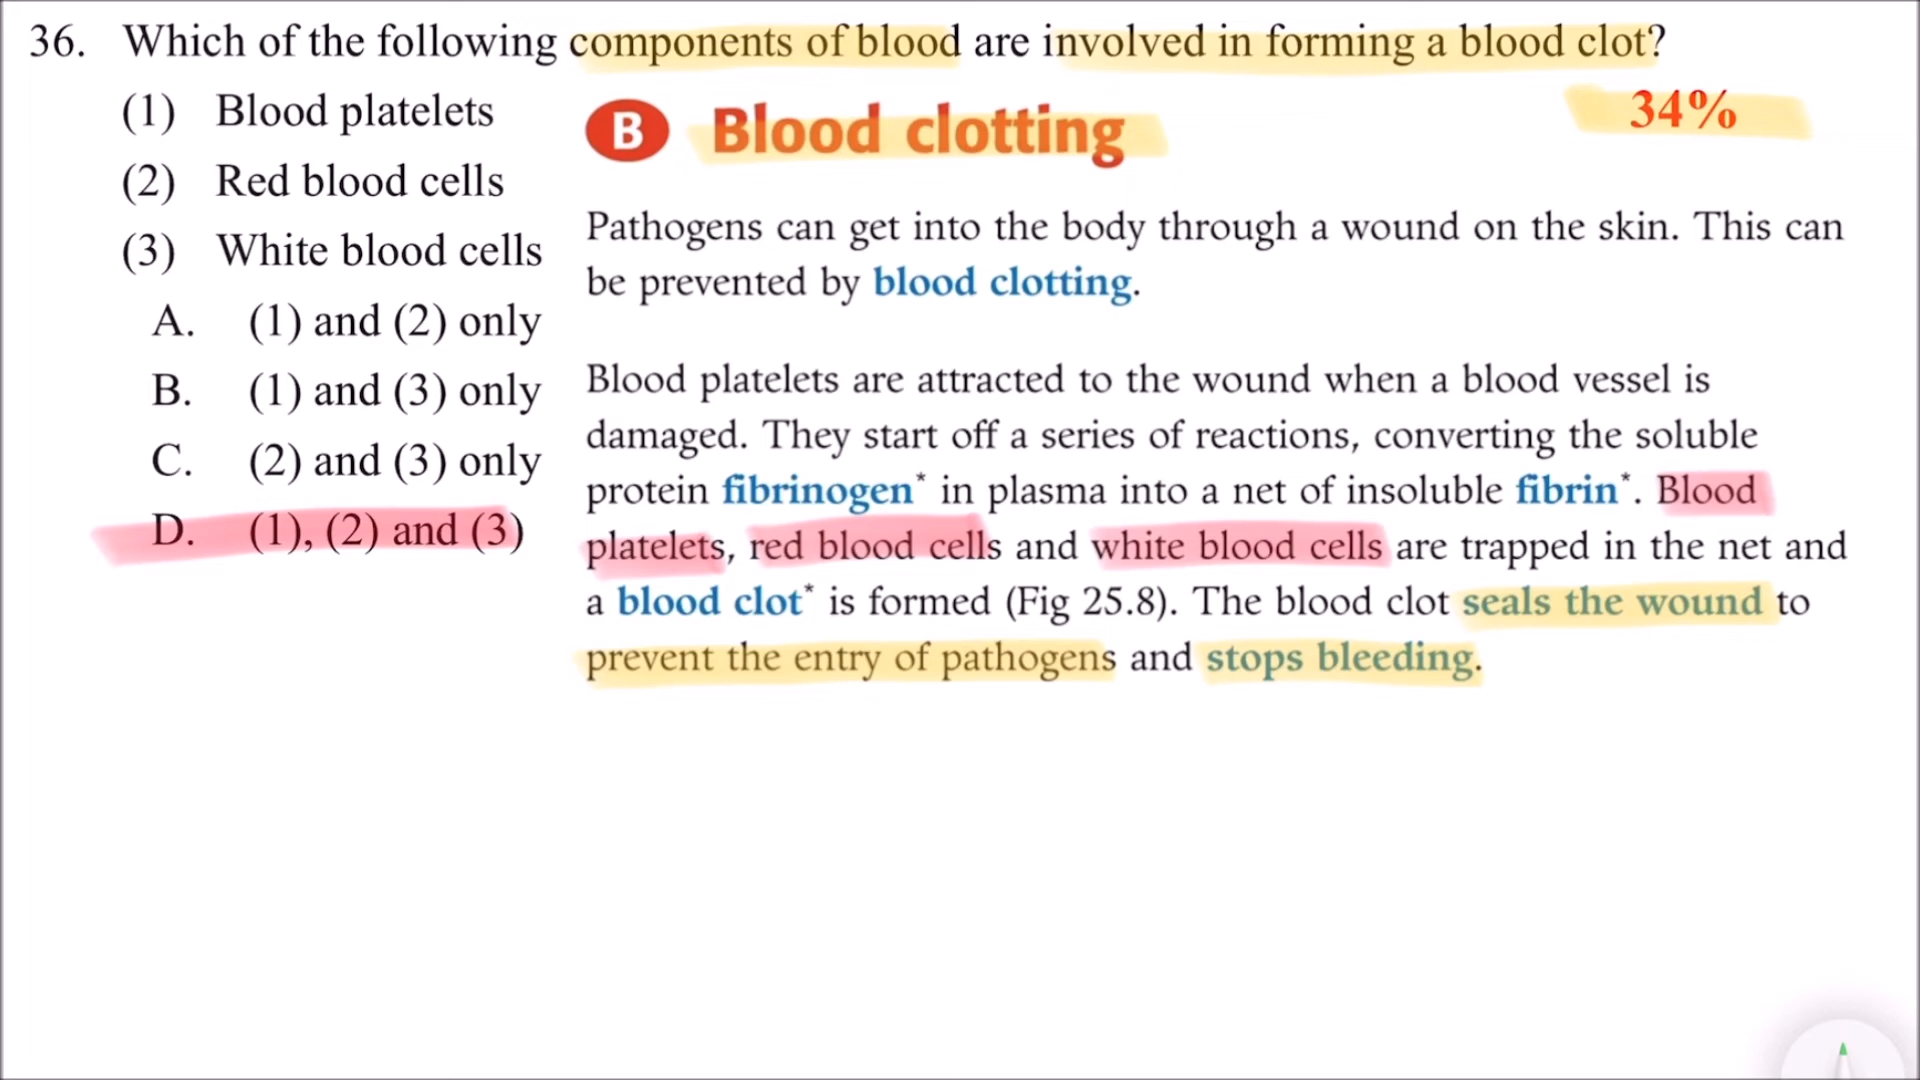 36. Which of the following components of blood are involved in forming a blood clot?
34%
(1) Blood platelets
(2) Red blood cells
(3) White blood cells
A. (1) and (2) only
B. (1) and (3) only
C. (2) and (3) only
D. (1), (2) and (3)
B Blood clotting
Pathogens can get into the body through a wound on the skin. This can
be prevented by blood clotting.
Blood platelets are attracted to the wound when a blood vessel is
damaged. They start off a series of reactions, converting the soluble
protein fibrinogen* in plasma into a net of insoluble fibrin*. Blood
platelets, red blood cells and white blood cells are trapped in the net and
a blood clot* is formed (Fig 25.8). The blood clot seals the wound to
prevent the entry of pathogens and stops bleeding.